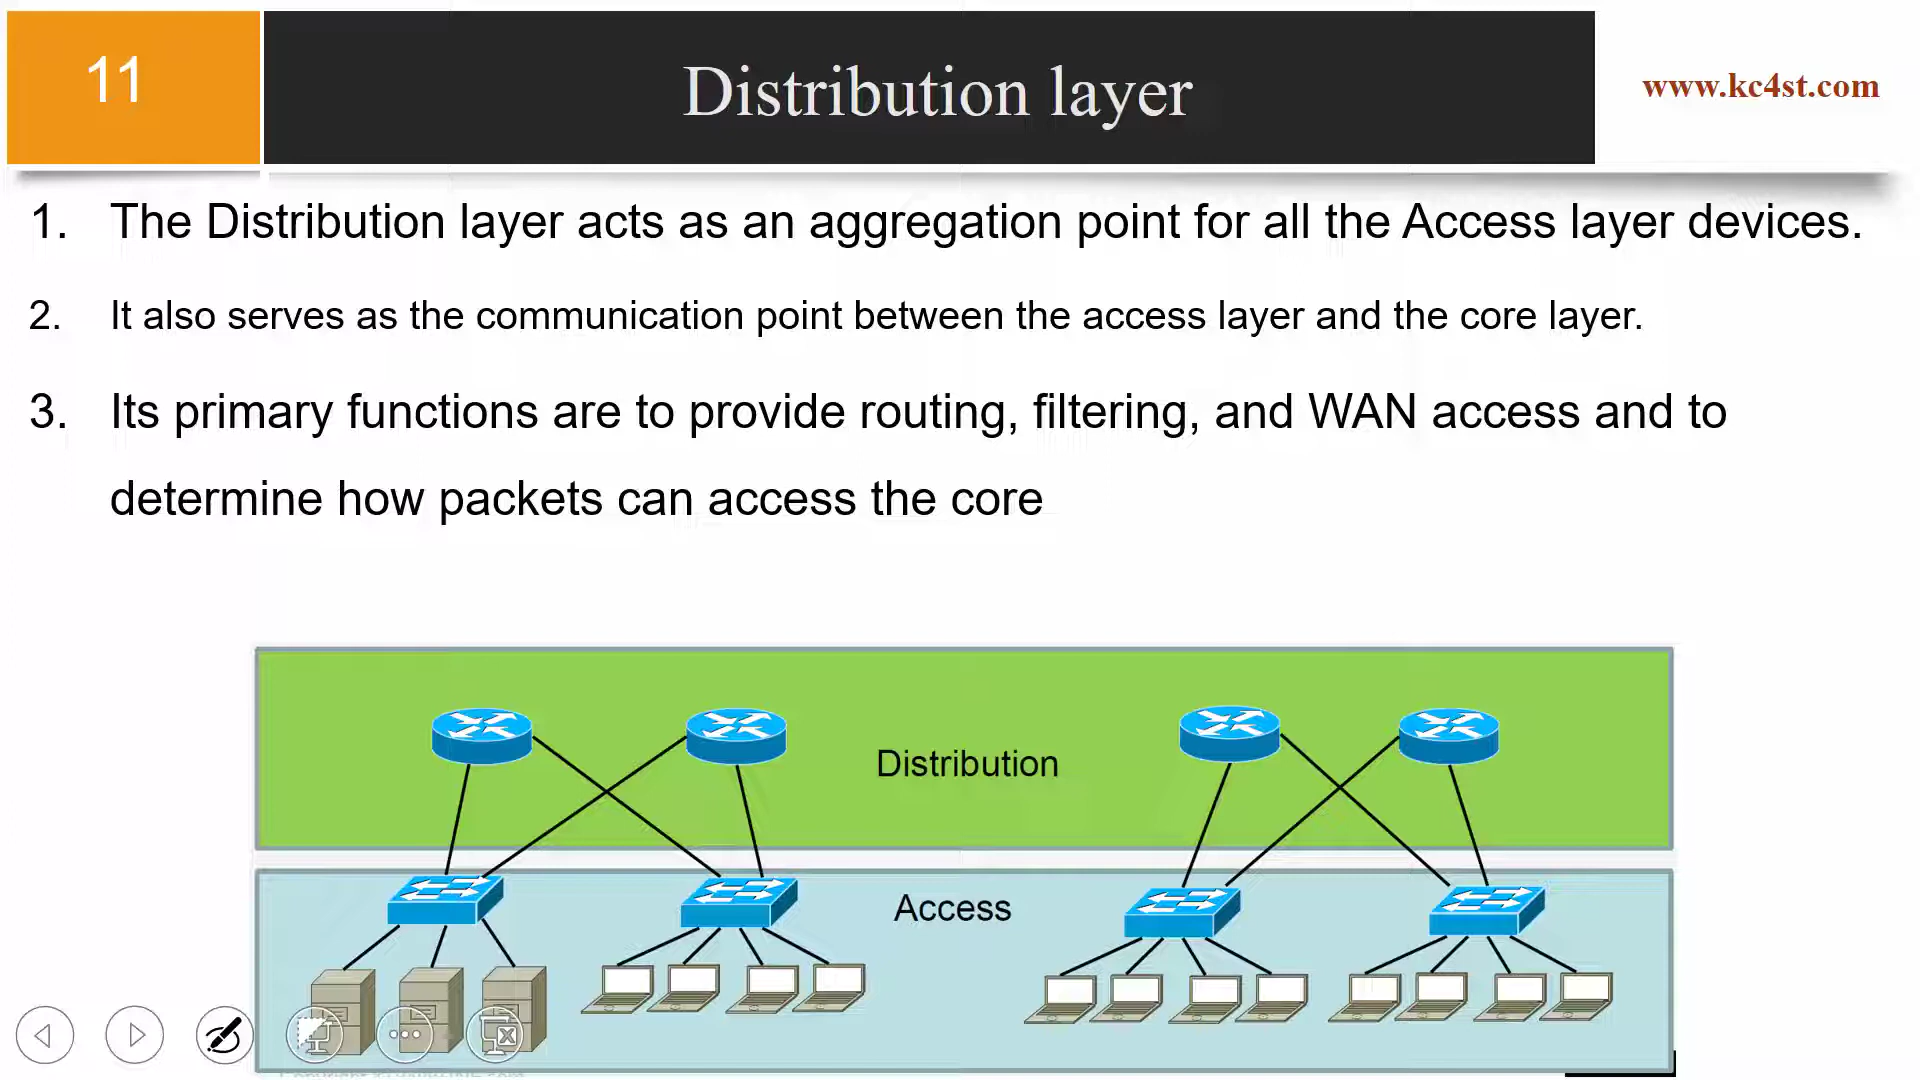 11
Distribution layer
www.kc4st.com
1. The Distribution layer acts as an aggregation point for all the Access layer devices.
2. It also serves as the communication point between the access layer and the core layer.
3. Its primary functions are to provide routing, filtering, and WAN access and to
determine how packets can access the core
Distribution
Access